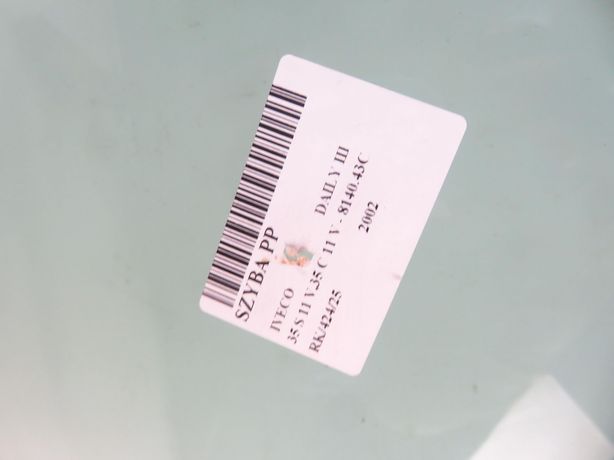 SZYBA PP
IVECO DAILY III
35 S 11 V,35 C 11 V - 8140.43C
RK/424/25 2002